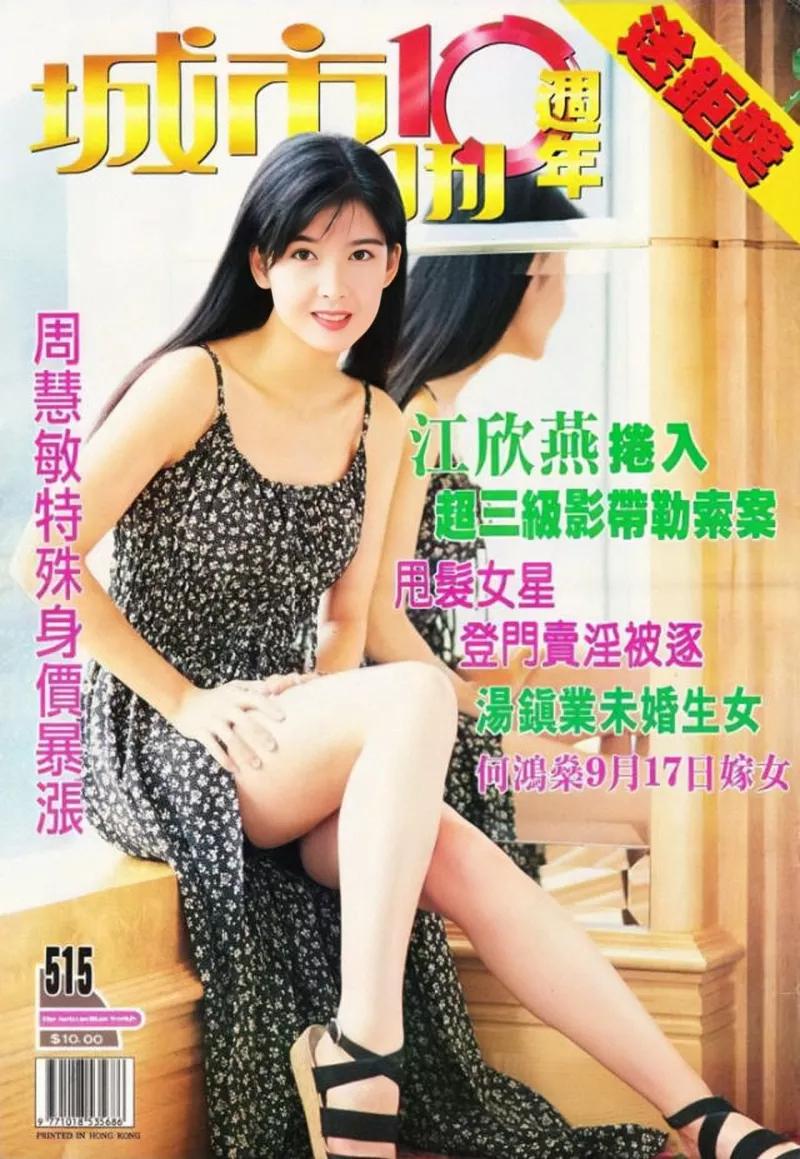 城市
刊
10
週年
送鉅獎
周慧敏特殊身價暴漲
江欣燕捲入
超三級影帶勒索案
甩髮女星
登門賣淫被逐
湯鎮業未婚生女
何鴻燊9月17日嫁女
515
$10.00
9 771018 535686
PRINTED IN HONG KONG